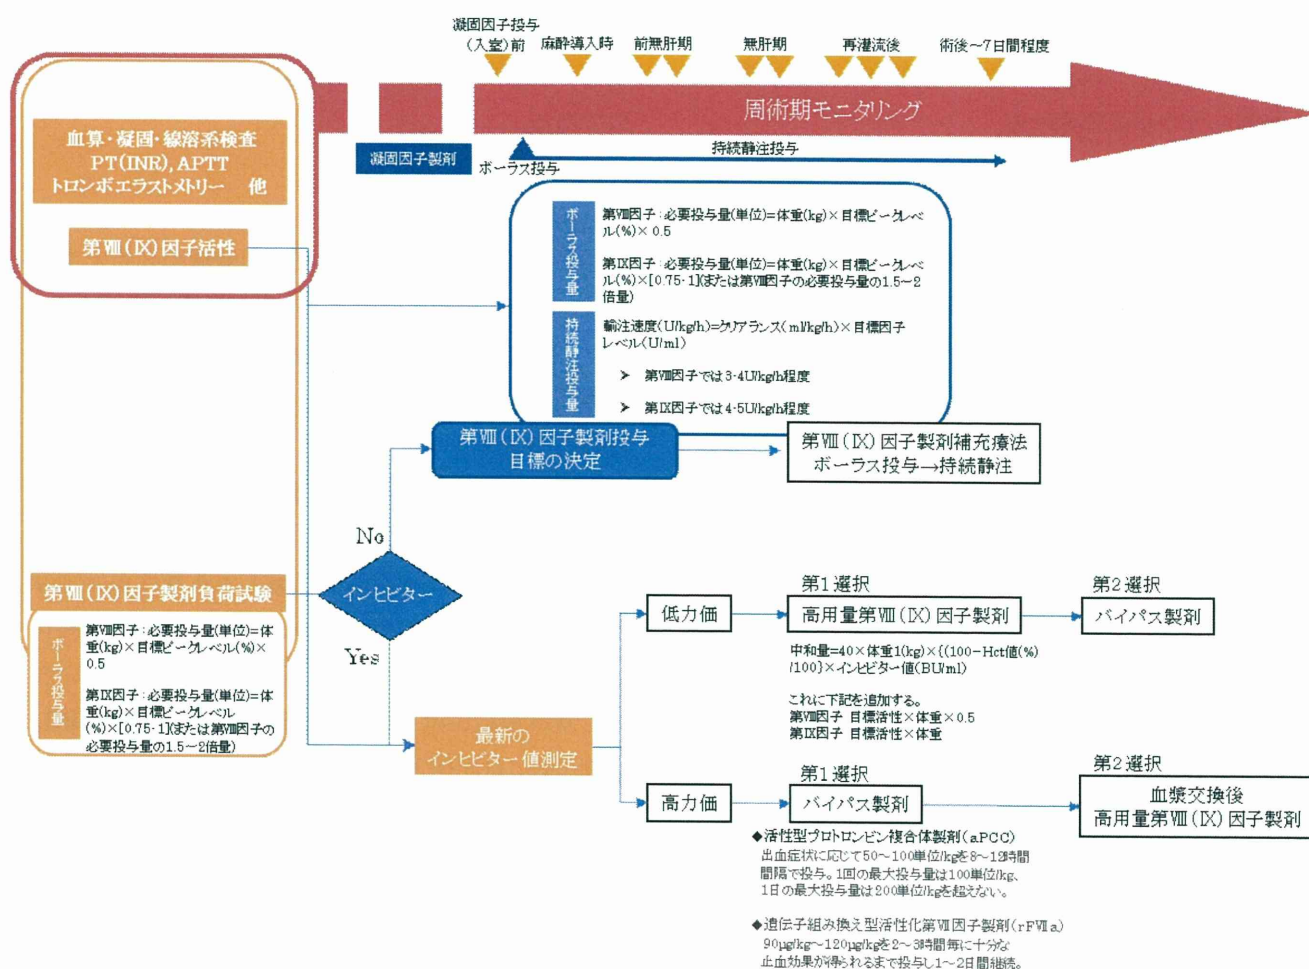 凝固因子投与
(入室)前
麻酔導入時
前無肝期
無肝期
再灌流後
術後～7日間程度
周術期モニタリング
血算・凝固・線溶系検査
PT(INR), APTT
トロンボエラストメトリー　他
凝固因子製剤
ボーラス投与
持続静注投与
第Ⅷ(Ⅸ)因子活性
ボーラス投与量
第Ⅷ因子:必要投与量(単位)=体重(kg)×目標ピークレベ
ル(%)×0.5
第Ⅸ因子:必要投与量(単位)=体重(kg)×目標ピークレベ
ル(%)×[0.75-1](または第Ⅷ因子の必要投与量の1.5～2
倍量)
持続静注投与量
輸注速度(U/kg/h)=クリアランス(ml/kg/h)×目標因子
レベル(U/ml)
➢ 第Ⅷ因子では3-4U/kg/h程度
➢ 第Ⅸ因子では4-5U/kg/h程度
第Ⅷ(Ⅸ)因子製剤投与
目標の決定
第Ⅷ(Ⅸ)因子製剤補充療法
ボーラス投与→持続静注
No
インヒビター
Yes
第Ⅷ(Ⅸ)因子製剤負荷試験
ボーラス投与量
第Ⅷ因子:必要投与量(単位)=体
重(kg)×目標ピークレベル(%)×
0.5
第Ⅸ因子:必要投与量(単位)=体
重(kg)×目標ピークレベル
(%)×[0.75-1](または第Ⅷ因子の
必要投与量の1.5～2倍量)
最新の
インヒビター値測定
低力価
第1選択
高用量第Ⅷ(Ⅸ)因子製剤
第2選択
バイパス製剤
中和量=40×体重1(kg)×{(100-Hct値(%)
/100}×インヒビター値(BU/ml)
これに下記を追加する。
第Ⅷ因子 目標活性×体重×0.5
第Ⅸ因子 目標活性×体重
高力価
第1選択
バイパス製剤
第2選択
血漿交換後
高用量第Ⅷ(Ⅸ)因子製剤
◆活性型プロトロンビン複合体製剤(aPCC)
出血症状に応じて50～100単位/kgを8～12時間
間隔で投与。1回の最大投与量は100単位/kg、
1日の最大投与量は200単位/kgを超えない。
◆遺伝子組み換え型活性化第Ⅶ因子製剤(rFⅦa)
90μg/kg～120μg/kgを2～3時間毎に十分な
止血効果が得られるまで投与し1～2日間継続。